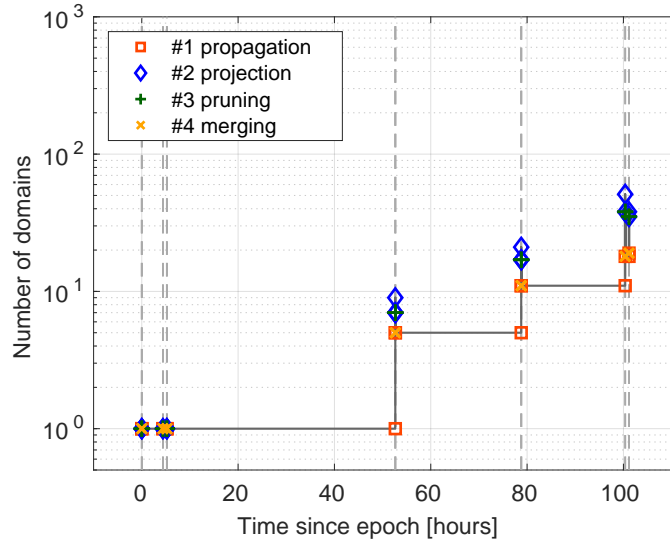 10^3
10^2
10^1
10^0
Number of domains
#1 propagation
#2 projection
#3 pruning
#4 merging
0 20 40 60 80 100
Time since epoch [hours]